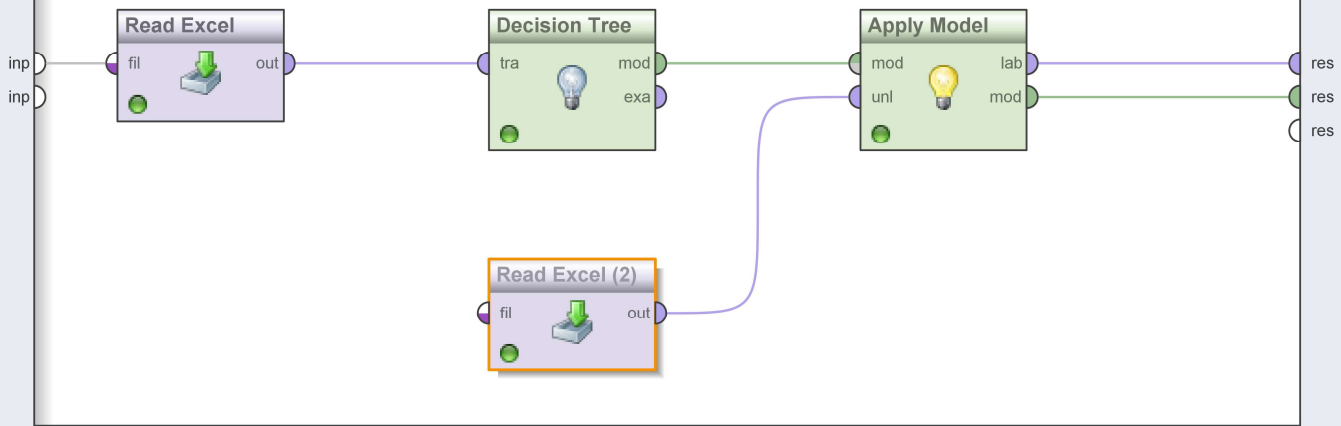 Read Excel
Decision Tree
Apply Model
inp
fil
out
tra
mod
mod
lab
res
inp
exa
unl
mod
res
res
Read Excel (2)
fil
out